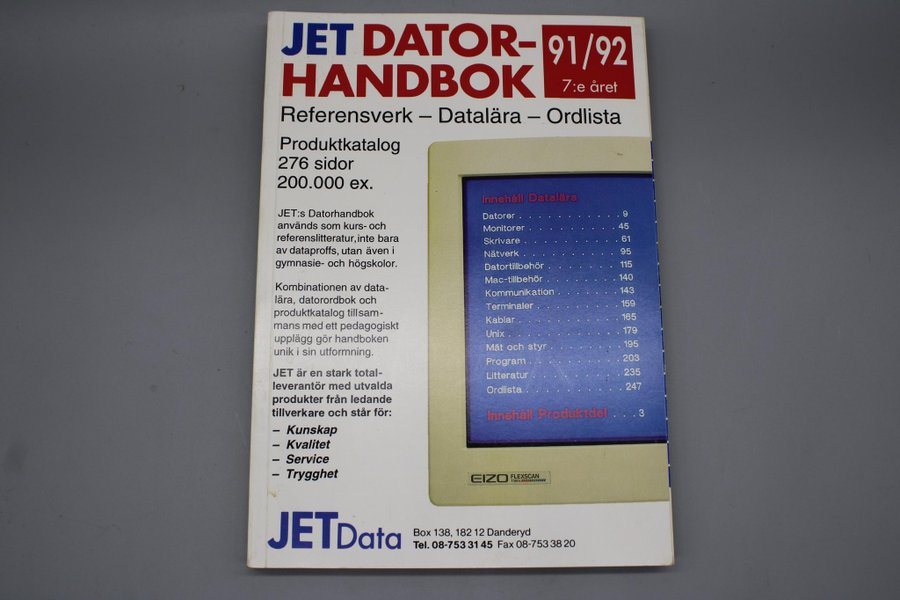 JET DATOR-
HANDBOK
91/92
7:e året
Referensverk – Datalära – Ordlista
Produktkatalog
276 sidor
200.000 ex.
JET:s Datorhandbok
används som kurs- och
referenslitteratur, inte bara
av dataproffs, utan även i
gymnasie- och högskolor.
Kombinationen av data-
lära, datorordbok och
produktkatalog tillsam-
mans med ett pedagogiskt
upplägg gör handboken
unik i sin utformning.
JET är en stark total-
leverantör med utvalda
produkter från ledande
tillverkare och står för:
– Kunskap
– Kvalitet
– Service
– Trygghet
Innehåll Datalära
Datorer . . . . . . . . . . . . 9
Monitorer . . . . . . . . . . 45
Skrivare . . . . . . . . . . . 61
Nätverk . . . . . . . . . . . 95
Datortillbehör . . . . . . . 115
Mac-tillbehör . . . . . . . . 140
Kommunikation . . . . . . 143
Terminaler . . . . . . . . . 159
Kablar . . . . . . . . . . . . 165
Unix . . . . . . . . . . . . . 179
Mät och styr . . . . . . . . 195
Program . . . . . . . . . . 203
Litteratur . . . . . . . . . . 235
Ordlista . . . . . . . . . . . 247
Innehåll Produktdel . . . 3
EIZO FLEXSCAN
JETData
Box 138, 182 12 Danderyd
Tel. 08-753 31 45 Fax 08-753 38 20